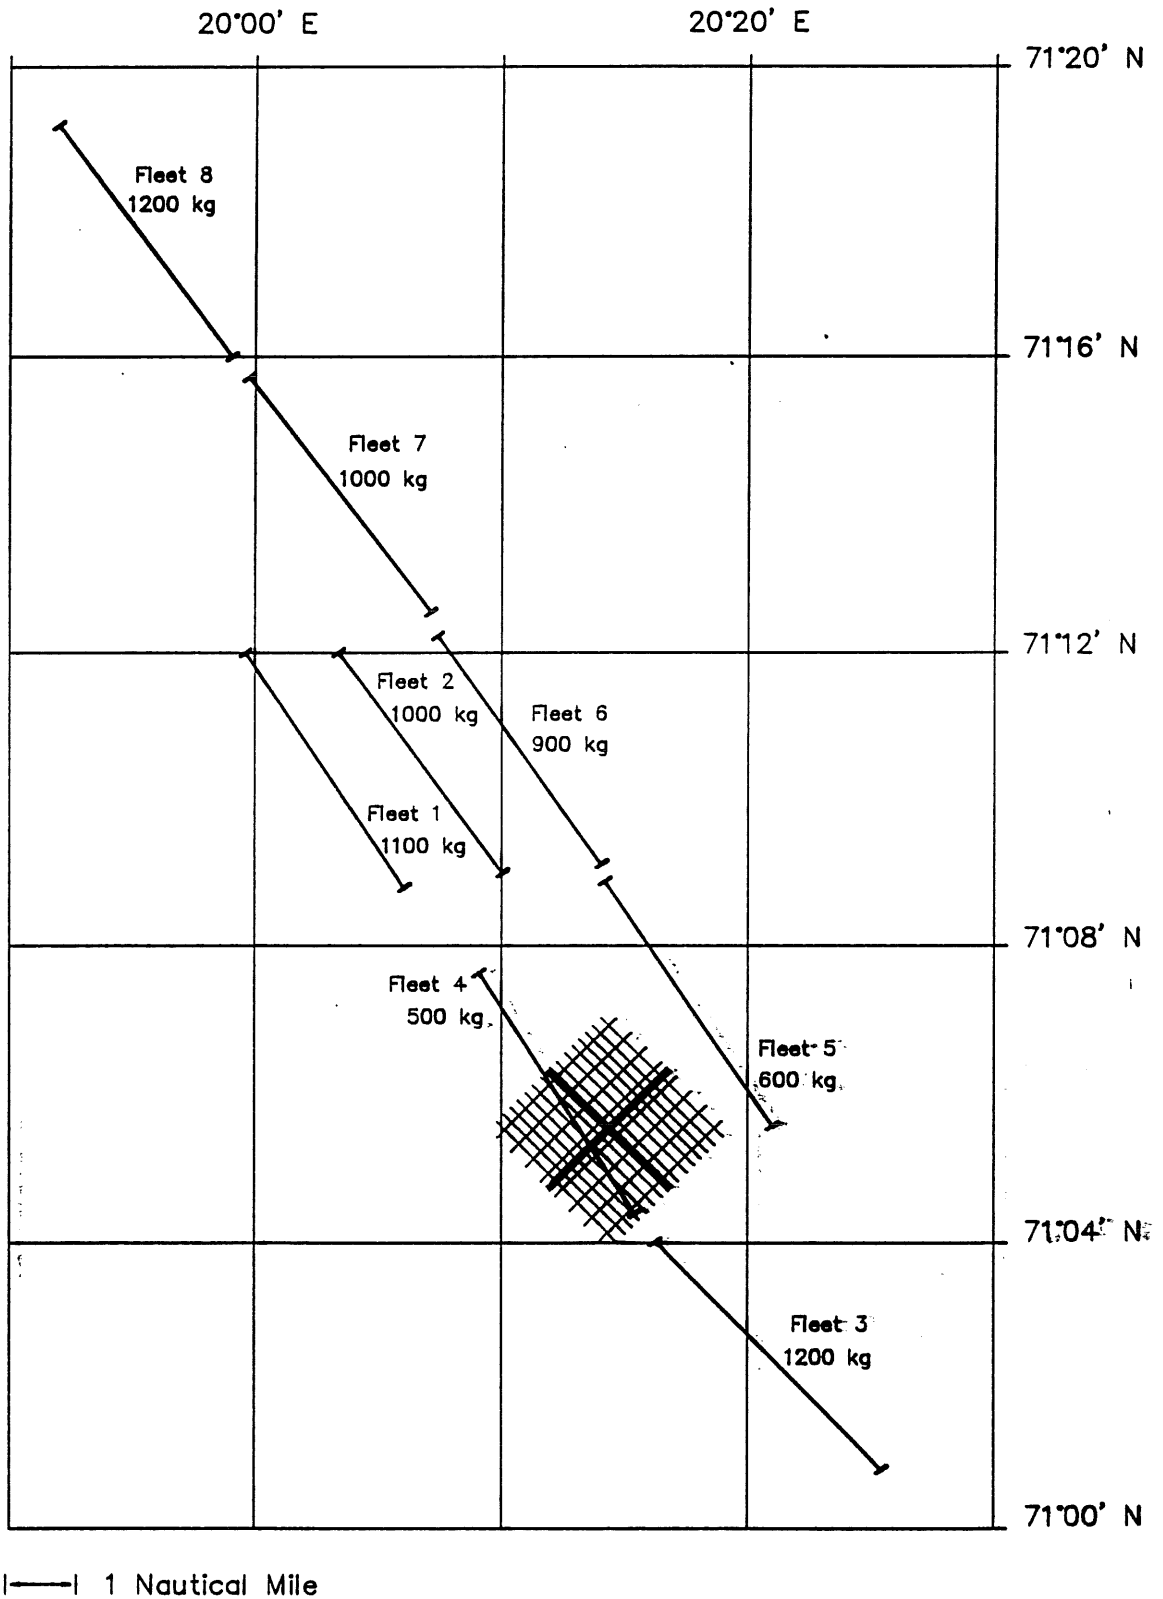 20°00' E
20°20' E
71°20' N
Fleet 8
1200 kg
71°16' N
Fleet 7
1000 kg
71°12' N
Fleet 2
1000 kg
Fleet 6
900 kg
Fleet 1
1100 kg
71°08' N
Fleet 4
500 kg
Fleet 5
600 kg
71°04' N
Fleet 3
1200 kg
71°00' N
1 Nautical Mile